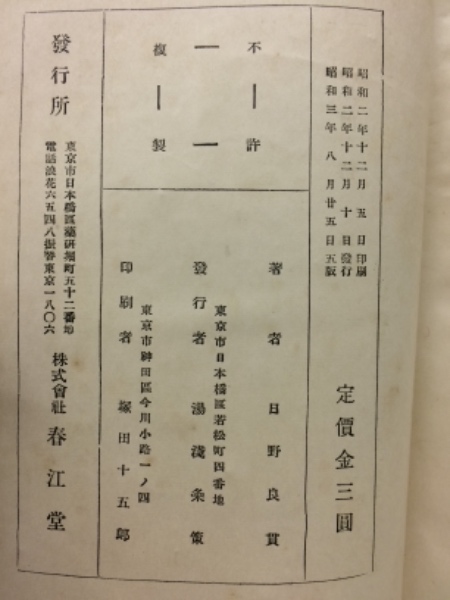 昭和二年十二月五日印刷
昭和二年十二月十日發行
昭和三年八月廿五日五版
定價金三圓
不許
複製
著者 日野良貫
東京市日本橋區若松町四番地
發行者 湯淺条策
東京市神田區今川小路一ノ四
印刷者 塚田十五郎
發行所
東京市日本橋區藥硏堀町五十二番地
電話浪花六五四八振替東京一八〇六
株式會社 春江堂